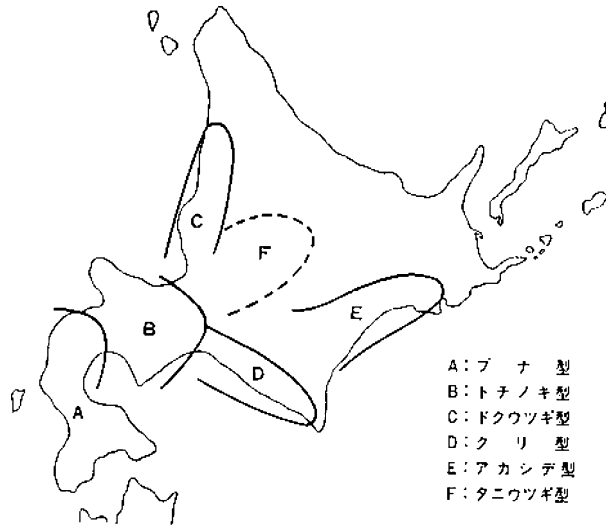 C
F
E
B
D
A
A：ブナ型
B：トチノキ型
C：ドクウツギ型
D：クリ型
E：アカシデ型
F：タニウツギ型